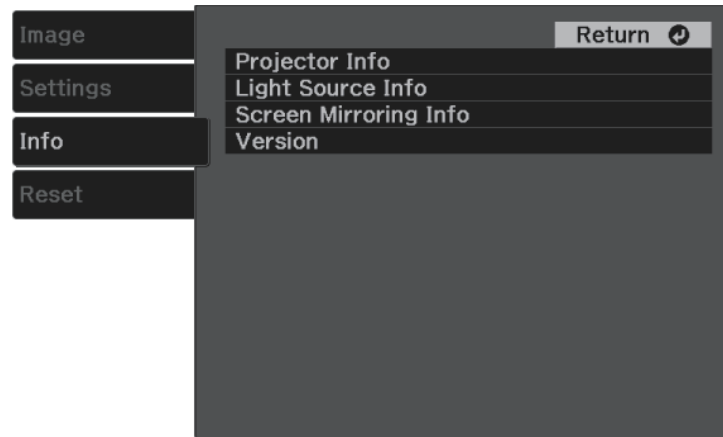 Image
Settings
Info
Reset
Return
Projector Info
Light Source Info
Screen Mirroring Info
Version